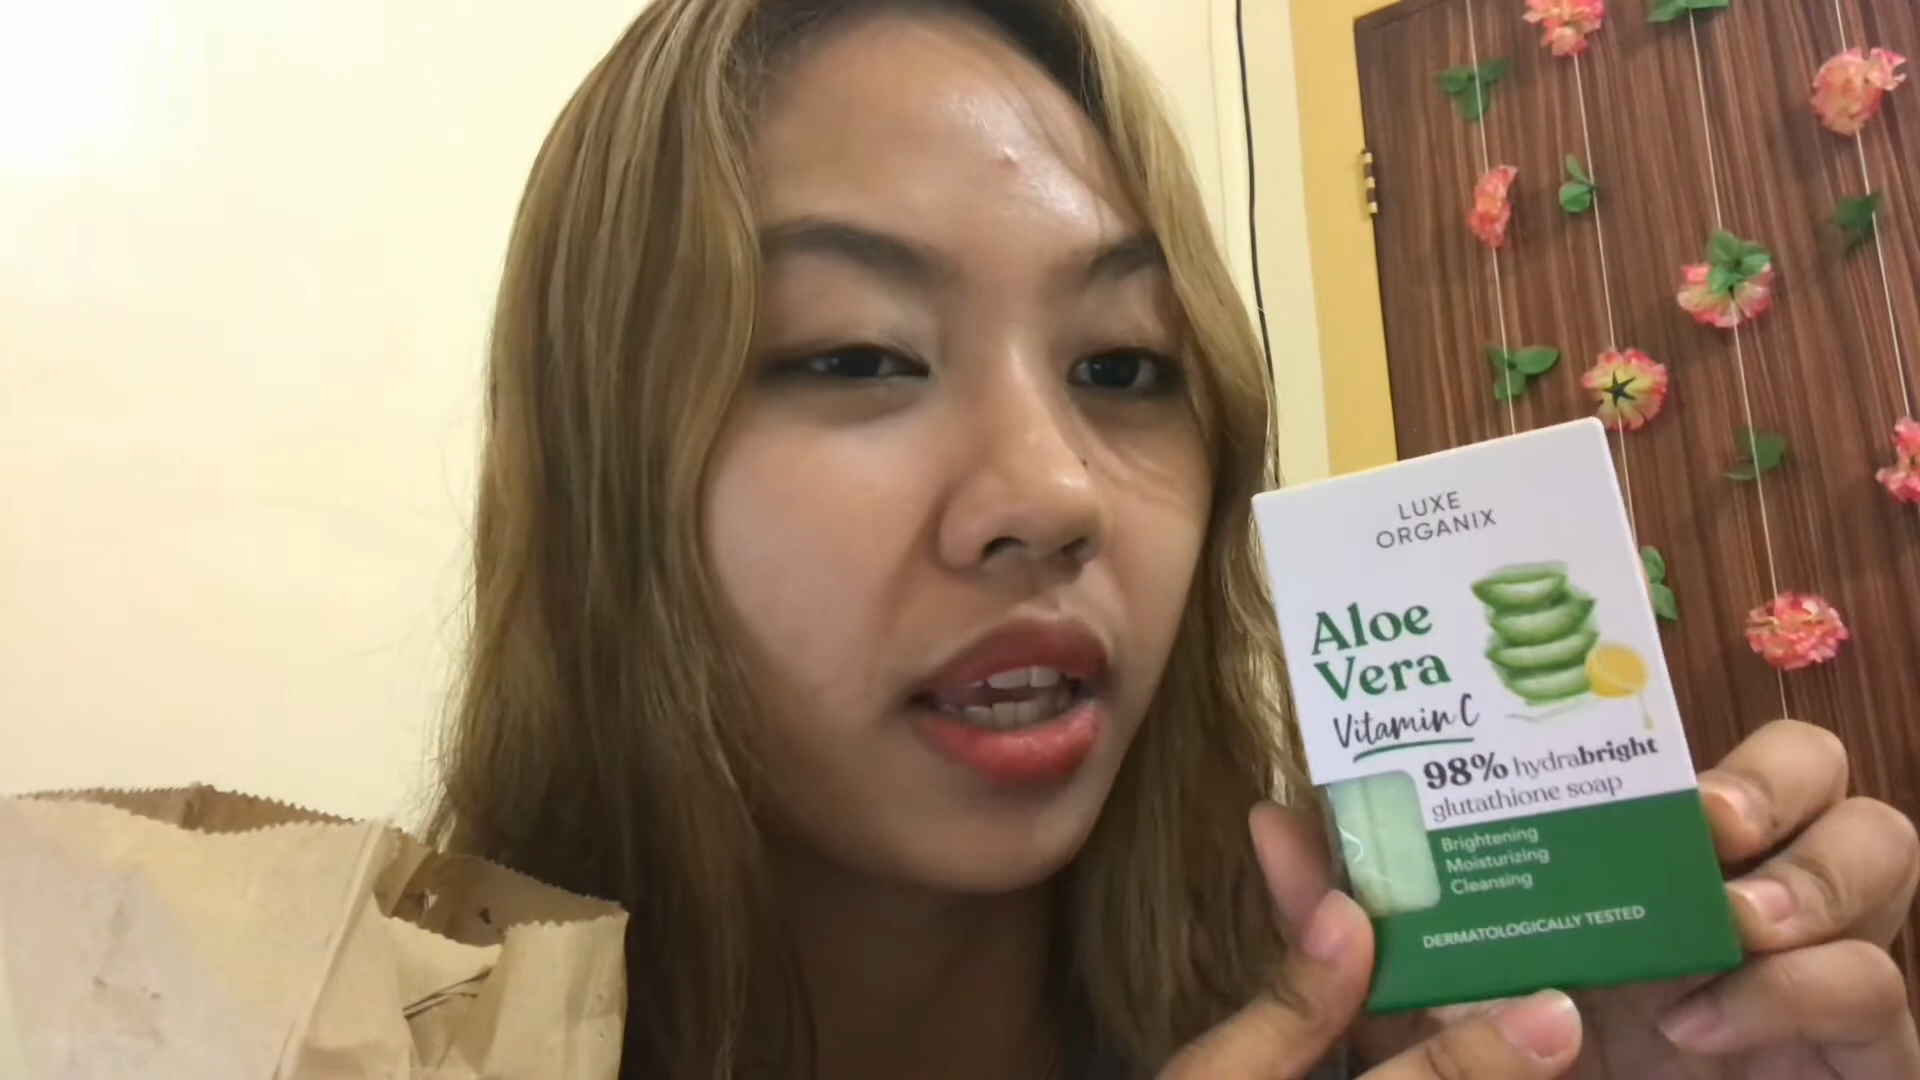 LUXE
ORGANIX
Aloe
Vera
Vitamin C
98% hydrabright
glutathione soap
Brightening
Moisturizing
Cleansing
DERMATOLOGICALLY TESTED